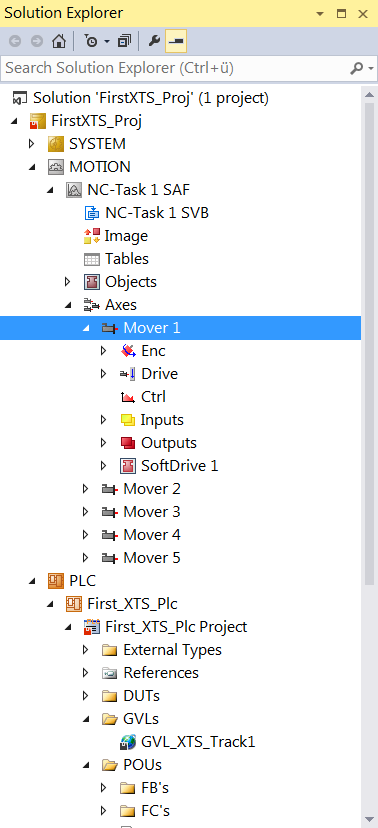 Solution Explorer
Search Solution Explorer (Ctrl+ü)
Solution 'FirstXTS_Proj' (1 project)
FirstXTS_Proj
SYSTEM
MOTION
NC-Task 1 SAF
NC-Task 1 SVB
Image
Tables
Objects
Axes
Mover 1
Enc
Drive
Ctrl
Inputs
Outputs
SoftDrive 1
Mover 2
Mover 3
Mover 4
Mover 5
PLC
First_XTS_Plc
First_XTS_Plc Project
External Types
References
DUTs
GVLs
GVL_XTS_Track1
POUs
FB's
FC's